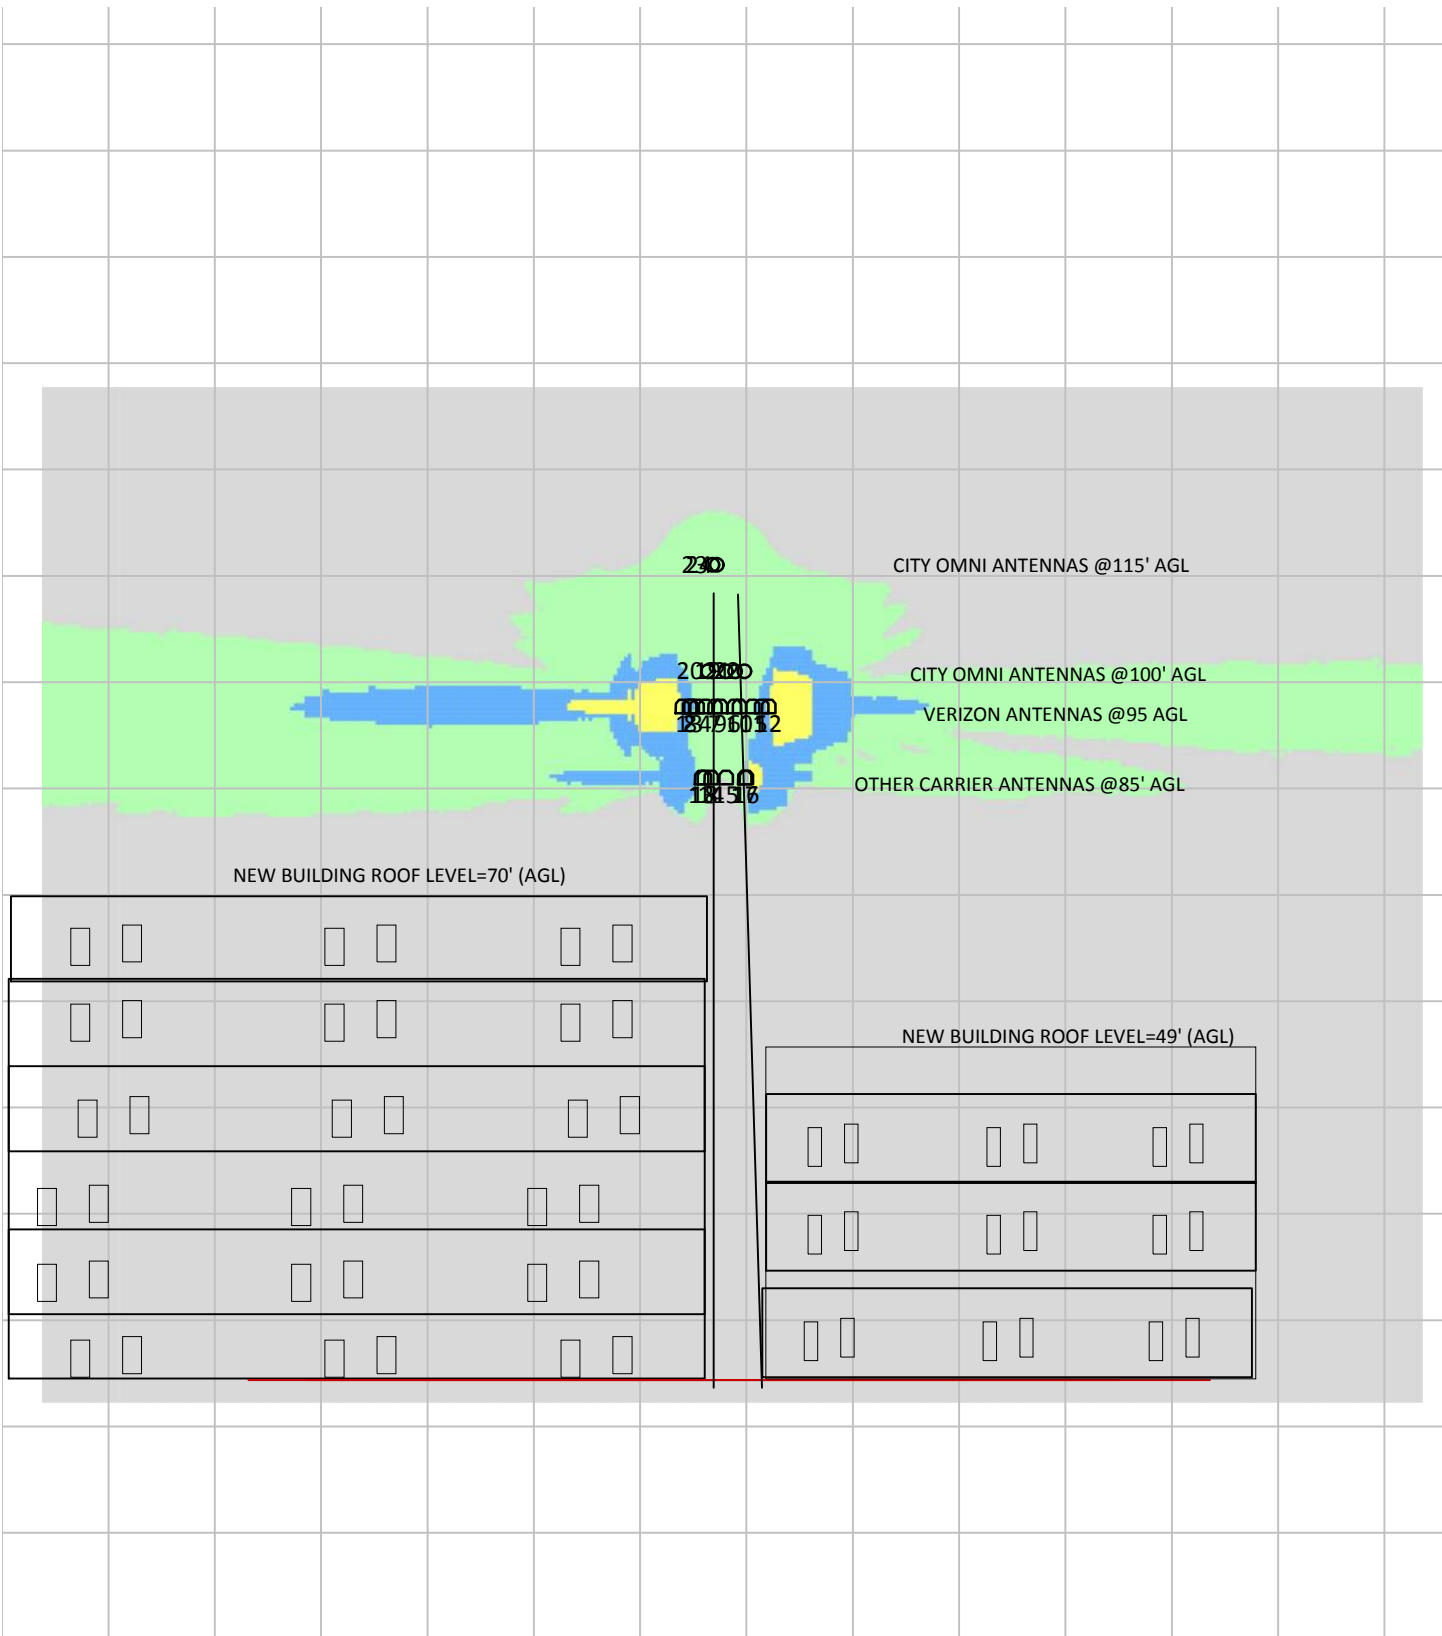 CITY OMNI ANTENNAS @115' AGL
CITY OMNI ANTENNAS @100' AGL
VERIZON ANTENNAS @95 AGL
OTHER CARRIER ANTENNAS @85' AGL
NEW BUILDING ROOF LEVEL=70' (AGL)
NEW BUILDING ROOF LEVEL=49' (AGL)